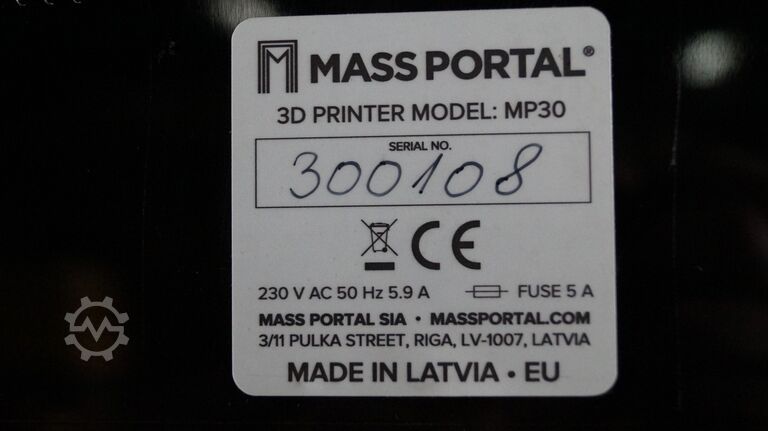 MASS PORTAL®
3D PRINTER MODEL: MP30
SERIAL NO.
300108
CE
230 V AC 50 Hz 5.9 A FUSE 5 A
MASS PORTAL SIA • MASSPORTAL.COM
3/11 PULKA STREET, RIGA, LV-1007, LATVIA
MADE IN LATVIA • EU